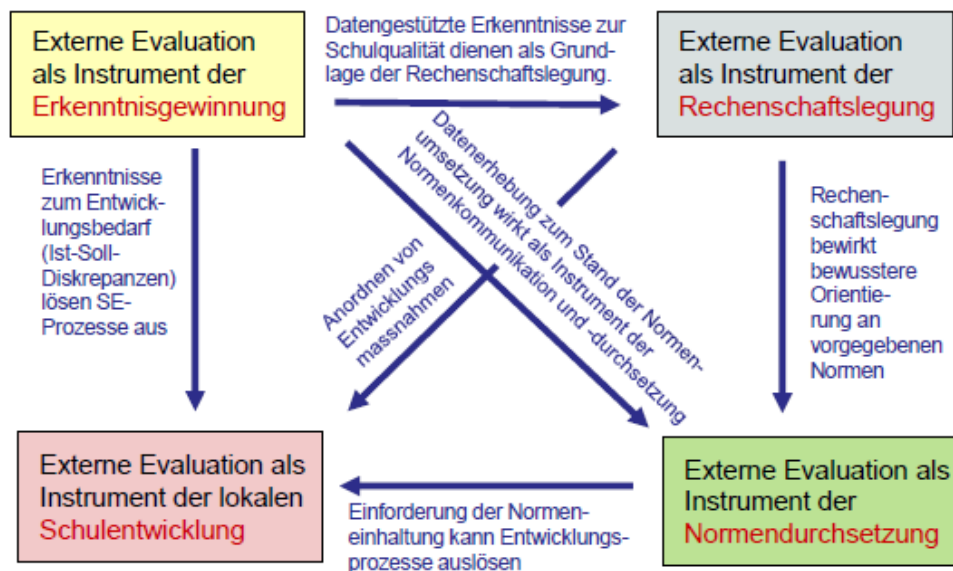 Externe Evaluation
als Instrument der
Erkenntnisgewinnung
Datengestützte Erkenntnisse zur
Schulqualität dienen als Grund-
lage der Rechenschaftslegung.
Externe Evaluation
als Instrument der
Rechenschaftslegung
Erkenntnisse
zum Entwick-
lungsbedarf
(Ist-Soll-
Diskrepanzen)
lösen SE-
Prozesse aus
Anordnen von
Entwicklungs
massnahmen
Datenerhebung zum Stand der Normen-
umsetzung wirkt als Instrument der
Normenkommunikation und -durchsetzung
Rechen-
schaftslegung
bewirkt
bewusstere
Orientie-
rung an
vorgegebenen
Normen
Externe Evaluation als
Instrument der lokalen
Schulentwicklung
Einforderung der Normen-
einhaltung kann Entwicklungs-
prozesse auslösen
Externe Evaluation als
Instrument der
Normendurchsetzung